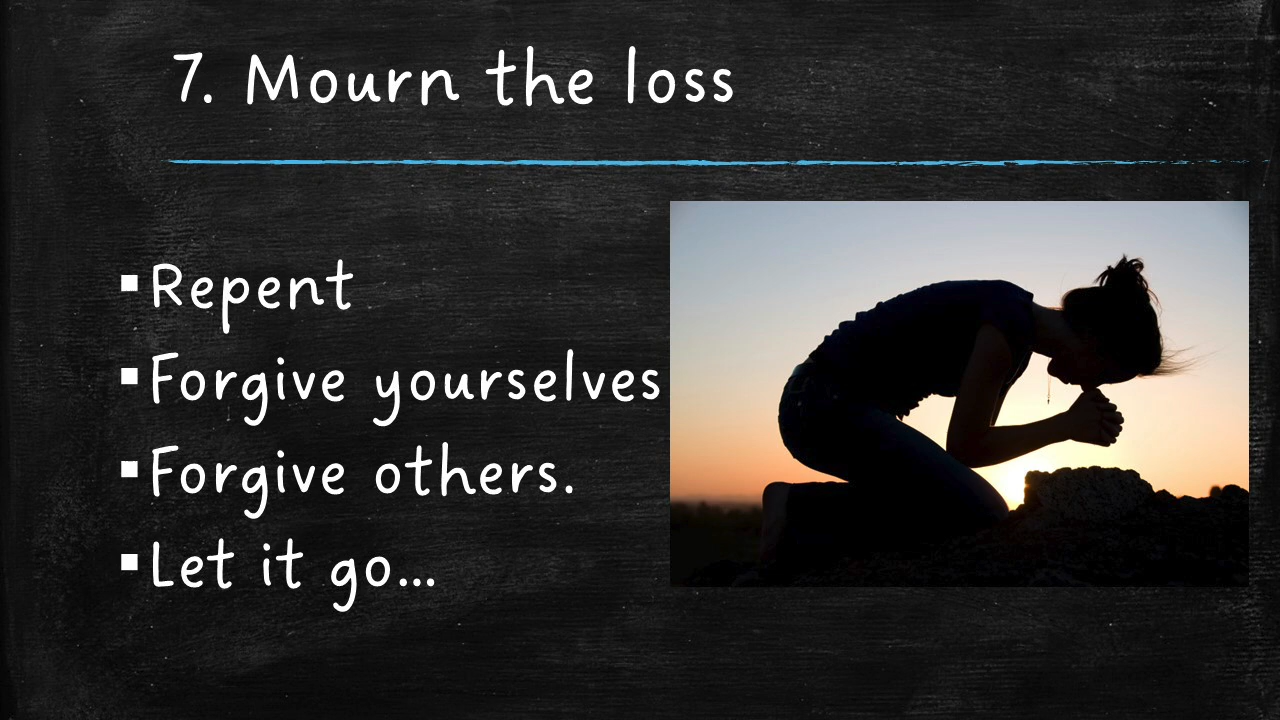 7. Mourn the loss
▪Repent
▪Forgive yourselves
▪Forgive others.
▪Let it go...